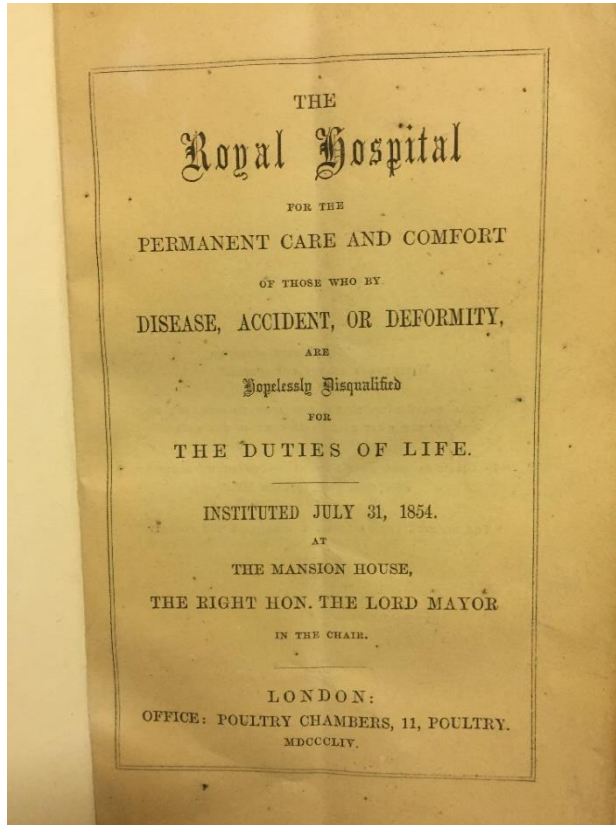 THE
Royal Hospital
FOR THE
PERMANENT CARE AND COMFORT
OF THOSE WHO BY
DISEASE, ACCIDENT, OR DEFORMITY,
ARE
Hopelessly Disqualified
FOR
THE DUTIES OF LIFE.
INSTITUTED JULY 31, 1854.
AT
THE MANSION HOUSE,
THE RIGHT HON. THE LORD MAYOR
IN THE CHAIR.
LONDON:
OFFICE: POULTRY CHAMBERS, 11, POULTRY.
MDCCCLIV.